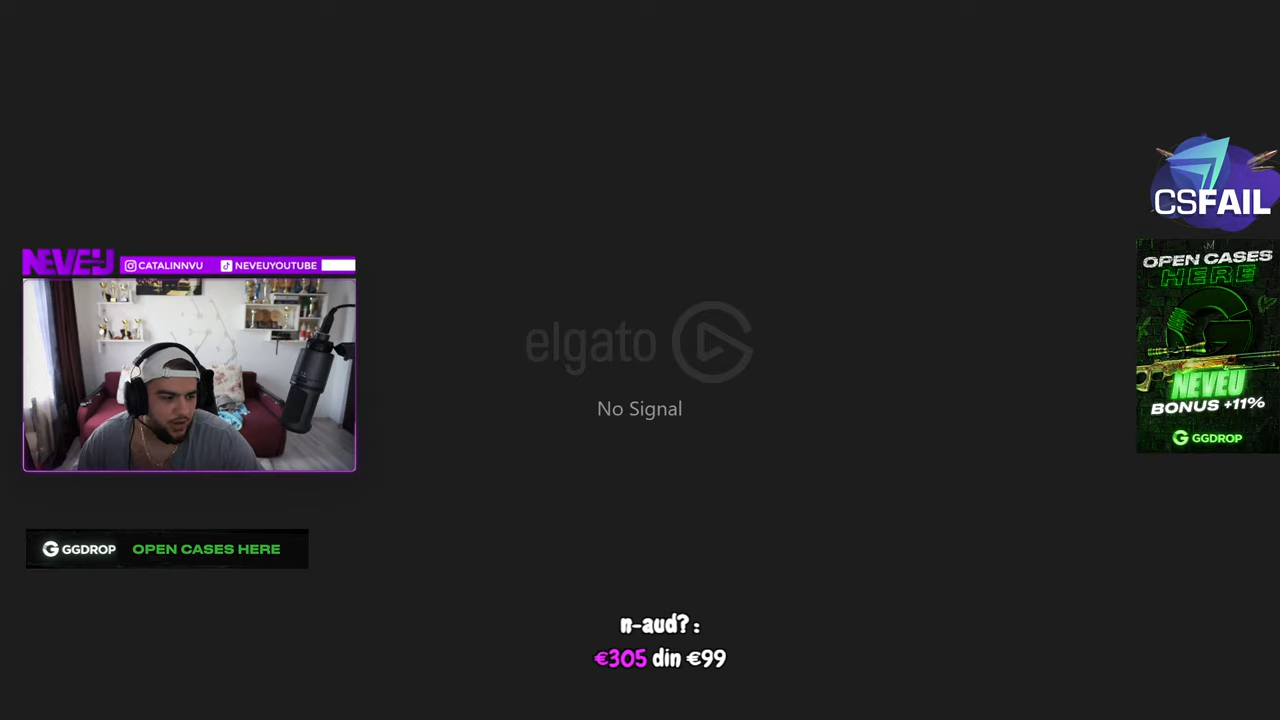 CSFAIL
OPEN CASES
HERE
NEVEU
BONUS +11%
GGDROP
NEVEU
CATALINNVU
NEVEUYOUTUBE
elgato
No Signal
GGDROP OPEN CASES HERE
n-aud? :
€305 din €99